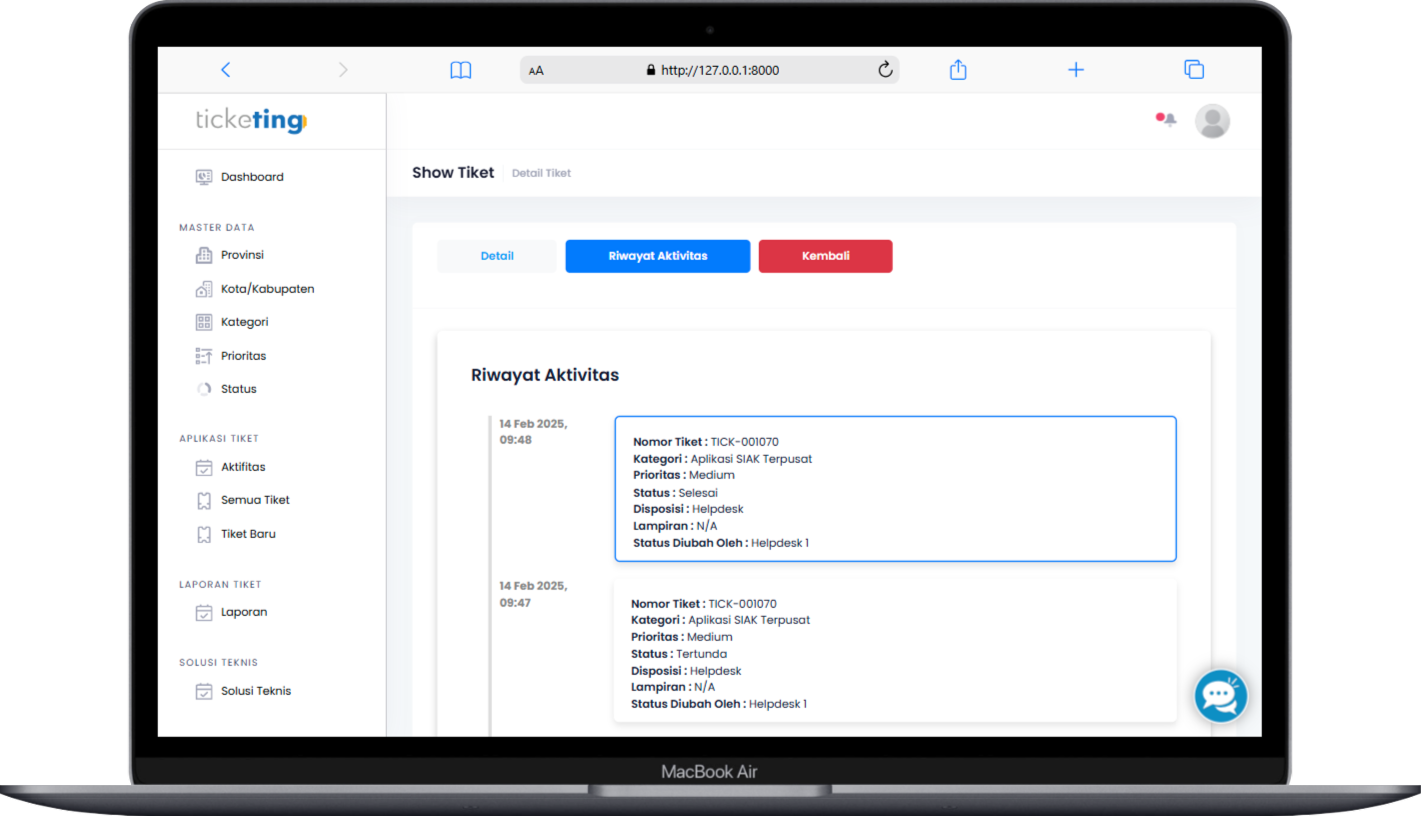 AA
http://127.0.0.1:8000
ticketing
Dashboard
MASTER DATA
Provinsi
Kota/Kabupaten
Kategori
Prioritas
Status
APLIKASI TIKET
Aktifitas
Semua Tiket
Tiket Baru
LAPORAN TIKET
Laporan
SOLUSI TEKNIS
Solusi Teknis
Show Tiket
Detail Tiket
Detail
Riwayat Aktivitas
Kembali
Riwayat Aktivitas
14 Feb 2025,
09:48
Nomor Tiket : TICK-001070
Kategori : Aplikasi SIAK Terpusat
Prioritas : Medium
Status : Selesai
Disposisi : Helpdesk
Lampiran : N/A
Status Diubah Oleh : Helpdesk 1
14 Feb 2025,
09:47
Nomor Tiket : TICK-001070
Kategori : Aplikasi SIAK Terpusat
Prioritas : Medium
Status : Tertunda
Disposisi : Helpdesk
Lampiran : N/A
Status Diubah Oleh : Helpdesk 1
MacBook Air